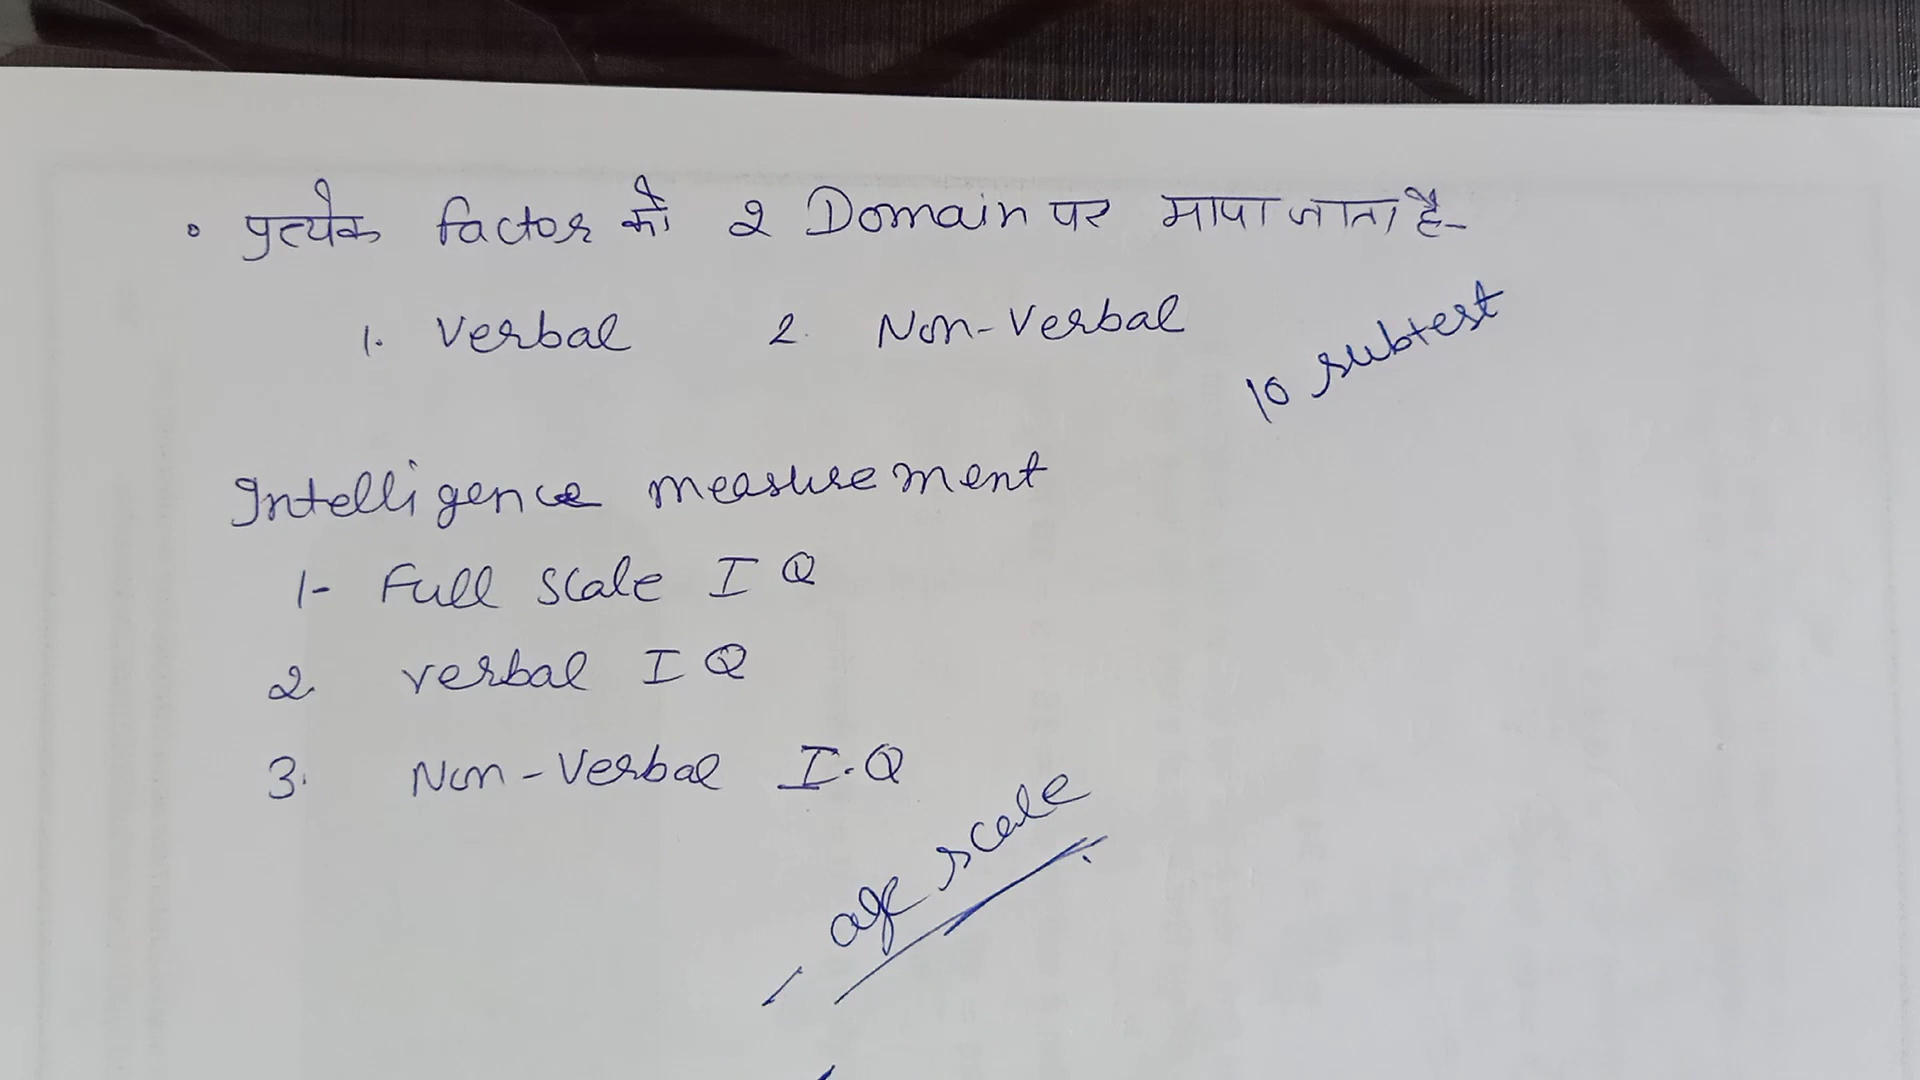 • प्रत्येक factor को 2 Domain पर मापा जाता है-
1. Verbal 2. Non-Verbal
10 subtest
Intelligence measurement
1- Full scale I Q
2. verbal I Q
3. Non-Verbal I.Q
age scale